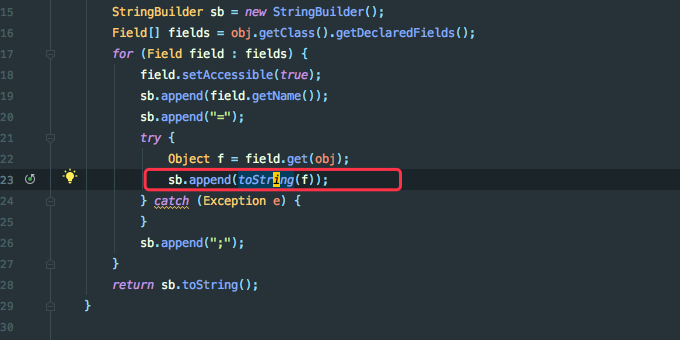 15 StringBuilder sb = new StringBuilder();
16 Field[] fields = obj.getClass().getDeclaredFields();
17 for (Field field : fields) {
18 field.setAccessible(true);
19 sb.append(field.getName());
20 sb.append("=");
21 try {
22 Object f = field.get(obj);
23 sb.append(toString(f));
24 } catch (Exception e) {
25 }
26 sb.append(";");
27 }
28 return sb.toString();
29 }
30